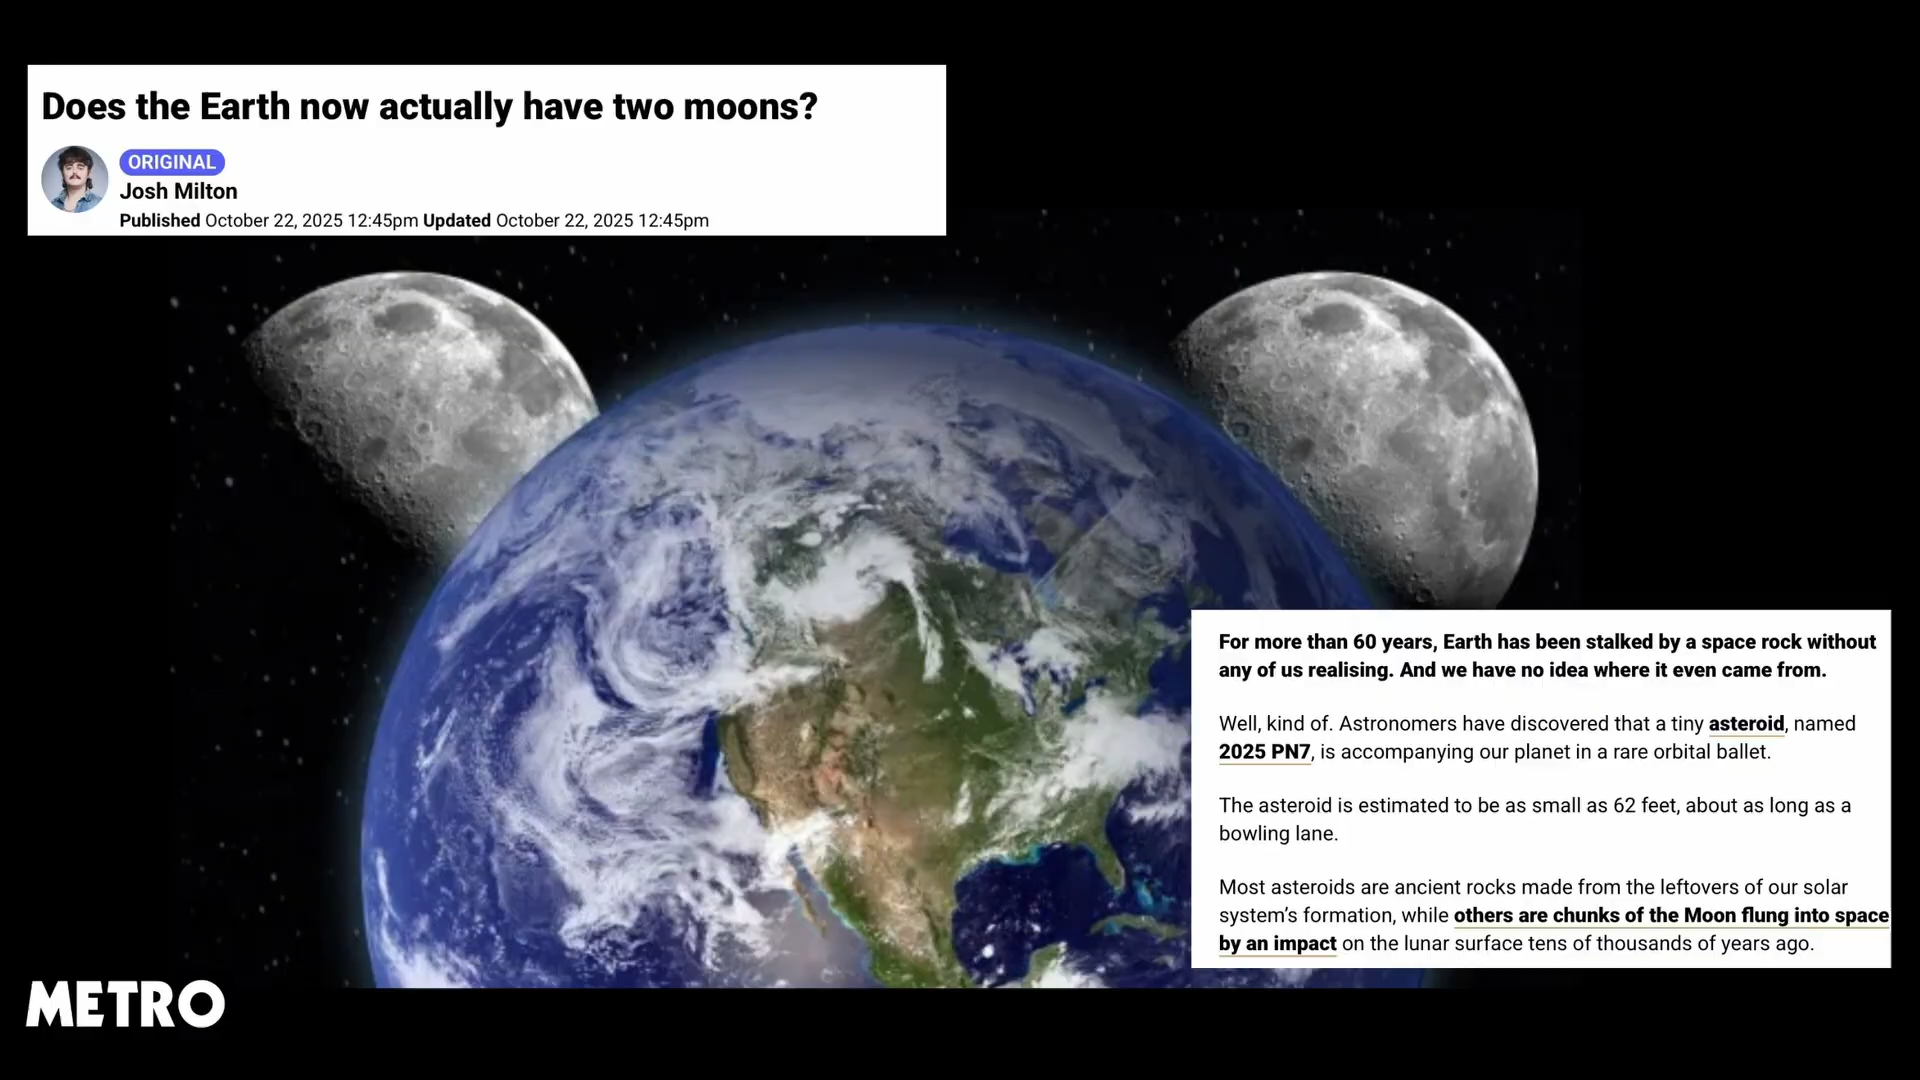 Does the Earth now actually have two moons?
ORIGINAL
Josh Milton
Published October 22, 2025 12:45pm Updated October 22, 2025 12:45pm
For more than 60 years, Earth has been stalked by a space rock without
any of us realising. And we have no idea where it even came from.
Well, kind of. Astronomers have discovered that a tiny asteroid, named
2025 PN7, is accompanying our planet in a rare orbital ballet.
The asteroid is estimated to be as small as 62 feet, about as long as a
bowling lane.
Most asteroids are ancient rocks made from the leftovers of our solar
system's formation, while others are chunks of the Moon flung into space
by an impact on the lunar surface tens of thousands of years ago.
METRO